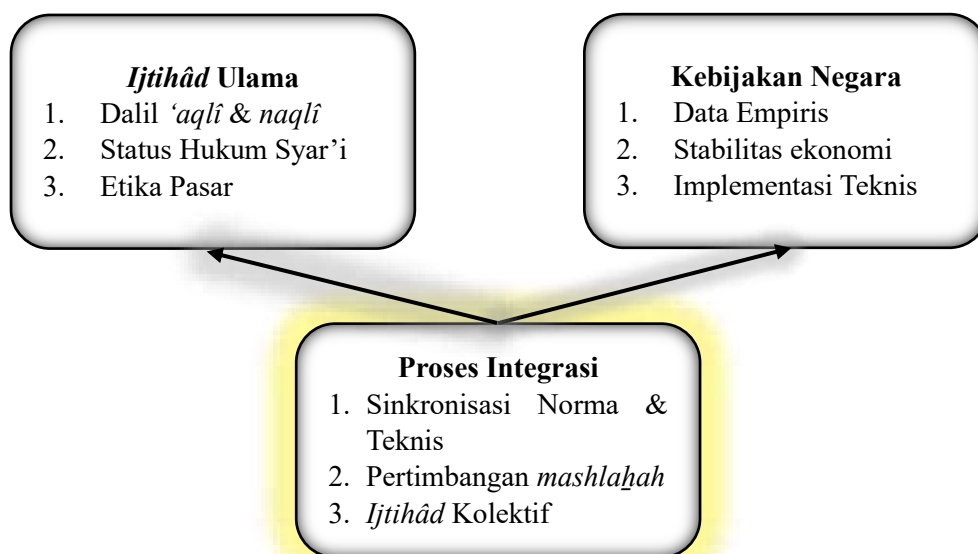 Ijtihâd Ulama
1. Dalil ‘aqlî & naqlî
2. Status Hukum Syar’i
3. Etika Pasar
Kebijakan Negara
1. Data Empiris
2. Stabilitas ekonomi
3. Implementasi Teknis
Proses Integrasi
1. Sinkronisasi Norma &
Teknis
2. Pertimbangan mashlaẖah
3. Ijtihâd Kolektif